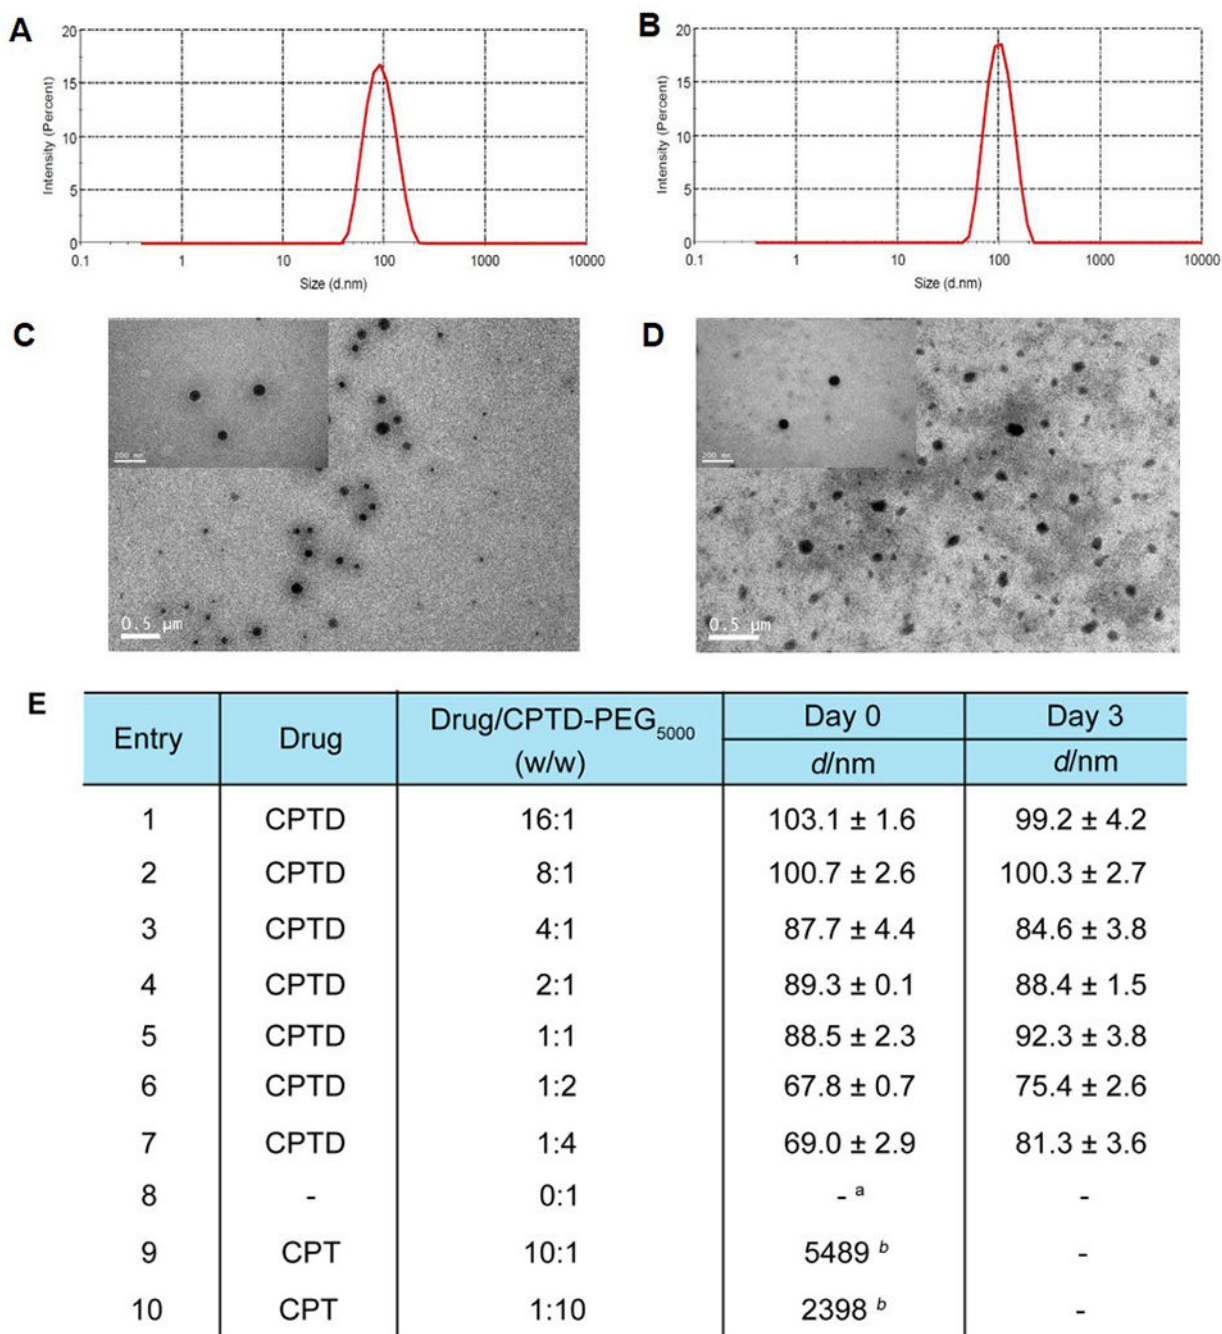 A
20
15
10
5
0
Intensity (Percent)
0.1 1 10 100 1000 10000
Size (d.nm)
B
20
15
10
5
0
Intensity (Percent)
0.1 1 10 100 1000 10000
Size (d.nm)
C
200 nm
0.5 μm
D
200 nm
0.5 μm
E
Entry Drug Drug/CPTD-PEG5000 (w/w) Day 0 Day 3
d/nm d/nm
1 CPTD 16:1 103.1 ± 1.6 99.2 ± 4.2
2 CPTD 8:1 100.7 ± 2.6 100.3 ± 2.7
3 CPTD 4:1 87.7 ± 4.4 84.6 ± 3.8
4 CPTD 2:1 89.3 ± 0.1 88.4 ± 1.5
5 CPTD 1:1 88.5 ± 2.3 92.3 ± 3.8
6 CPTD 1:2 67.8 ± 0.7 75.4 ± 2.6
7 CPTD 1:4 69.0 ± 2.9 81.3 ± 3.6
8 - 0:1 - a -
9 CPT 10:1 5489 b -
10 CPT 1:10 2398 b -